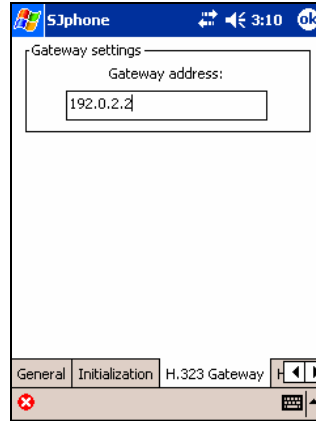 SJphone 3:10 ok
Gateway settings
Gateway address:
192.0.2.2
General Initialization H.323 Gateway H